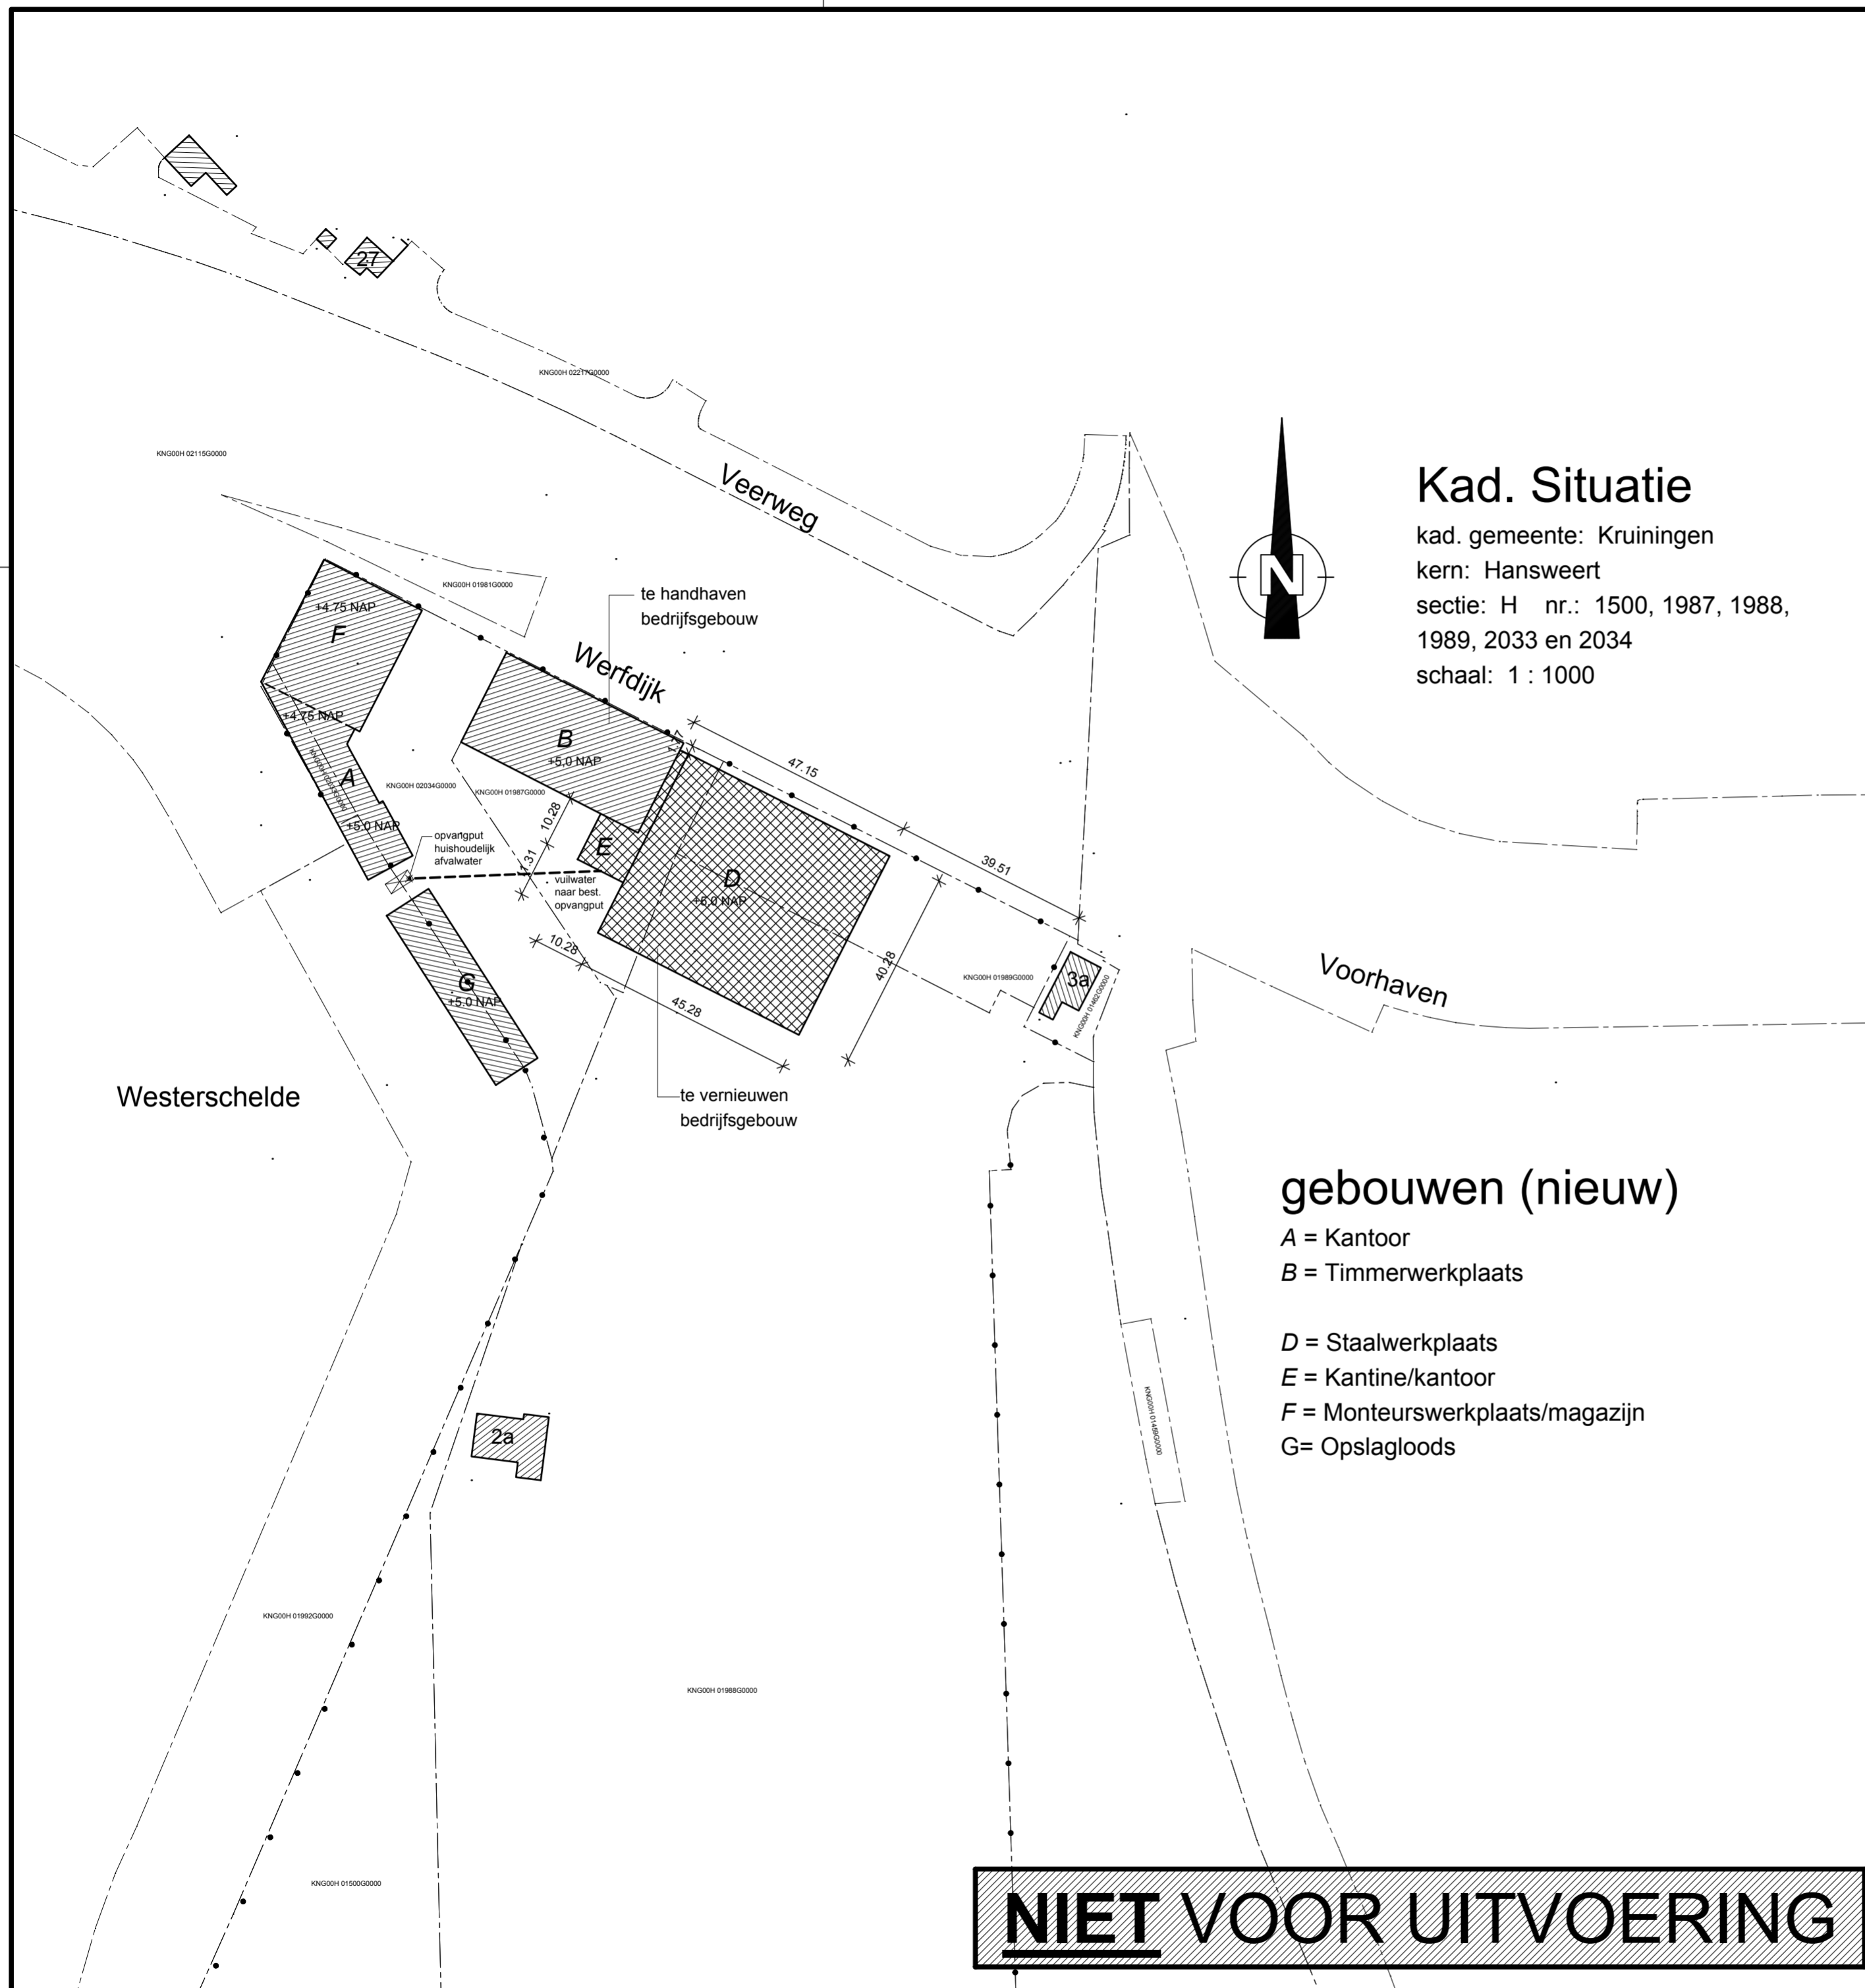 27
KNG00H 02217G0000
KNG00H 02115G0000
Veerweg
Kad. Situatie
kad. gemeente: Kruiningen
kern: Hansweert
sectie: H nr.: 1500, 1987, 1988,
1989, 2033 en 2034
schaal: 1 : 1000
N
KNG00H 01981G0000
te handhaven
bedrijfsgebouw
+4.75 NAP
F
Werfdijk
+4.75 NAP
B
+5,0 NAP
47.15
A
KNG00H 02034G0000
KNG00H 01987G0000
10.28
+5.0 NAP
opvangput
huishoudelijk
afvalwater
E
39.51
11.31
vuilwater
naar best.
opvangput
D
+5,0 NAP
10.28
40.28
45.28
G
+5.0 NAP
KNG00H 01989G0000
3a
KNG00H 01462G0000
Voorhaven
Westerschelde
te vernieuwen
bedrijfsgebouw
gebouwen (nieuw)
A = Kantoor
B = Timmerwerkplaats
D = Staalwerkplaats
E = Kantine/kantoor
F = Monteurswerkplaats/magazijn
G= Opslagloods
2a
KNG00H 01992G0000
KNG00H 01988G0000
KNG00H 01500G0000
NIET VOOR UITVOERING